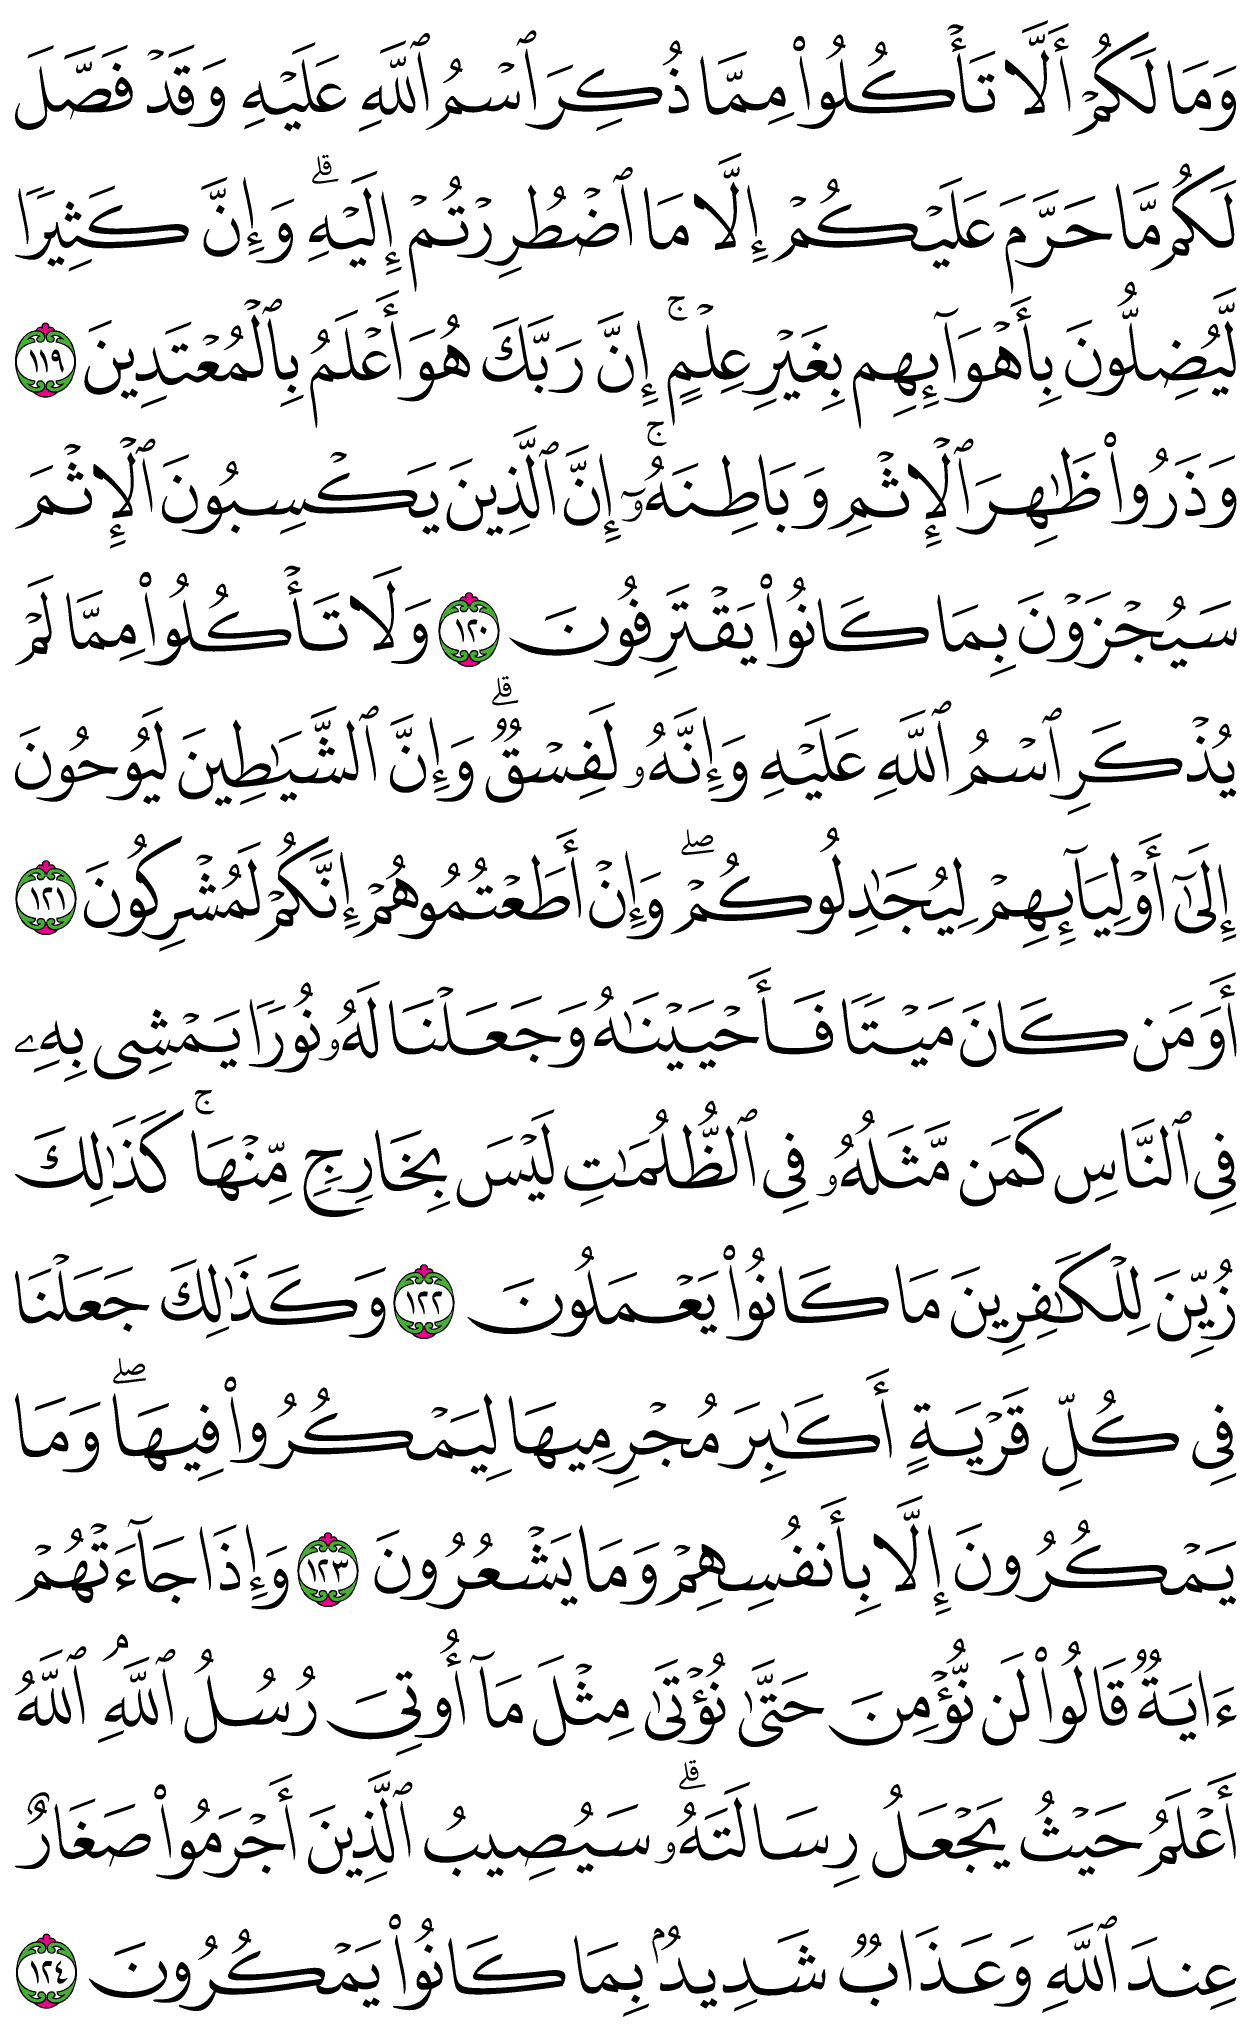 وَمَا لَكُمْ أَلَّا تَأْكُلُوا۟ مِمَّا ذُكِرَ ٱسْمُ ٱللَّهِ عَلَيْهِ وَقَدْ فَصَّلَ
لَكُم مَّا حَرَّمَ عَلَيْكُمْ إِلَّا مَا ٱضْطُرِرْتُمْ إِلَيْهِ ۗ وَإِنَّ كَثِيرًا
لَّيُضِلُّونَ بِأَهْوَآئِهِم بِغَيْرِ عِلْمٍ ۚ إِنَّ رَبَّكَ هُوَ أَعْلَمُ بِٱلْمُعْتَدِينَ ١١٩
وَذَرُوا۟ ظَـٰهِرَ ٱلْإِثْمِ وَبَاطِنَهُۥٓ ۚ إِنَّ ٱلَّذِينَ يَكْسِبُونَ ٱلْإِثْمَ
سَيُجْزَوْنَ بِمَا كَانُوا۟ يَقْتَرِفُونَ ١٢٠ وَلَا تَأْكُلُوا۟ مِمَّا لَمْ
يُذْكَرِ ٱسْمُ ٱللَّهِ عَلَيْهِ وَإِنَّهُۥ لَفِسْقٌ ۗ وَإِنَّ ٱلشَّيَـٰطِينَ لَيُوحُونَ
إِلَىٰٓ أَوْلِيَآئِهِمْ لِيُجَـٰدِلُوكُمْ ۖ وَإِنْ أَطَعْتُمُوهُمْ إِنَّكُمْ لَمُشْرِكُونَ ١٢١
أَوَمَن كَانَ مَيْتًا فَأَحْيَيْنَـٰهُ وَجَعَلْنَا لَهُۥ نُورًا يَمْشِى بِهِۦ
فِى ٱلنَّاسِ كَمَن مَّثَلُهُۥ فِى ٱلظُّلُمَـٰتِ لَيْسَ بِخَارِجٍ مِّنْهَا ۚ كَذَٰلِكَ
زُيِّنَ لِلْكَـٰفِرِينَ مَا كَانُوا۟ يَعْمَلُونَ ١٢٢ وَكَذَٰلِكَ جَعَلْنَا
فِى كُلِّ قَرْيَةٍ أَكَـٰبِرَ مُجْرِمِيهَا لِيَمْكُرُوا۟ فِيهَا ۖ وَمَا
يَمْكُرُونَ إِلَّا بِأَنفُسِهِمْ وَمَا يَشْعُرُونَ ١٢٣ وَإِذَا جَآءَتْهُمْ
ءَايَةٌ قَالُوا۟ لَن نُّؤْمِنَ حَتَّىٰ نُؤْتَىٰ مِثْلَ مَآ أُوتِىَ رُسُلُ ٱللَّهِ ۘ ٱللَّهُ
أَعْلَمُ حَيْثُ يَجْعَلُ رِسَالَتَهُۥ ۗ سَيُصِيبُ ٱلَّذِينَ أَجْرَمُوا۟ صَغَارٌ
عِندَ ٱللَّهِ وَعَذَابٌ شَدِيدٌۢ بِمَا كَانُوا۟ يَمْكُرُونَ ١٢٤